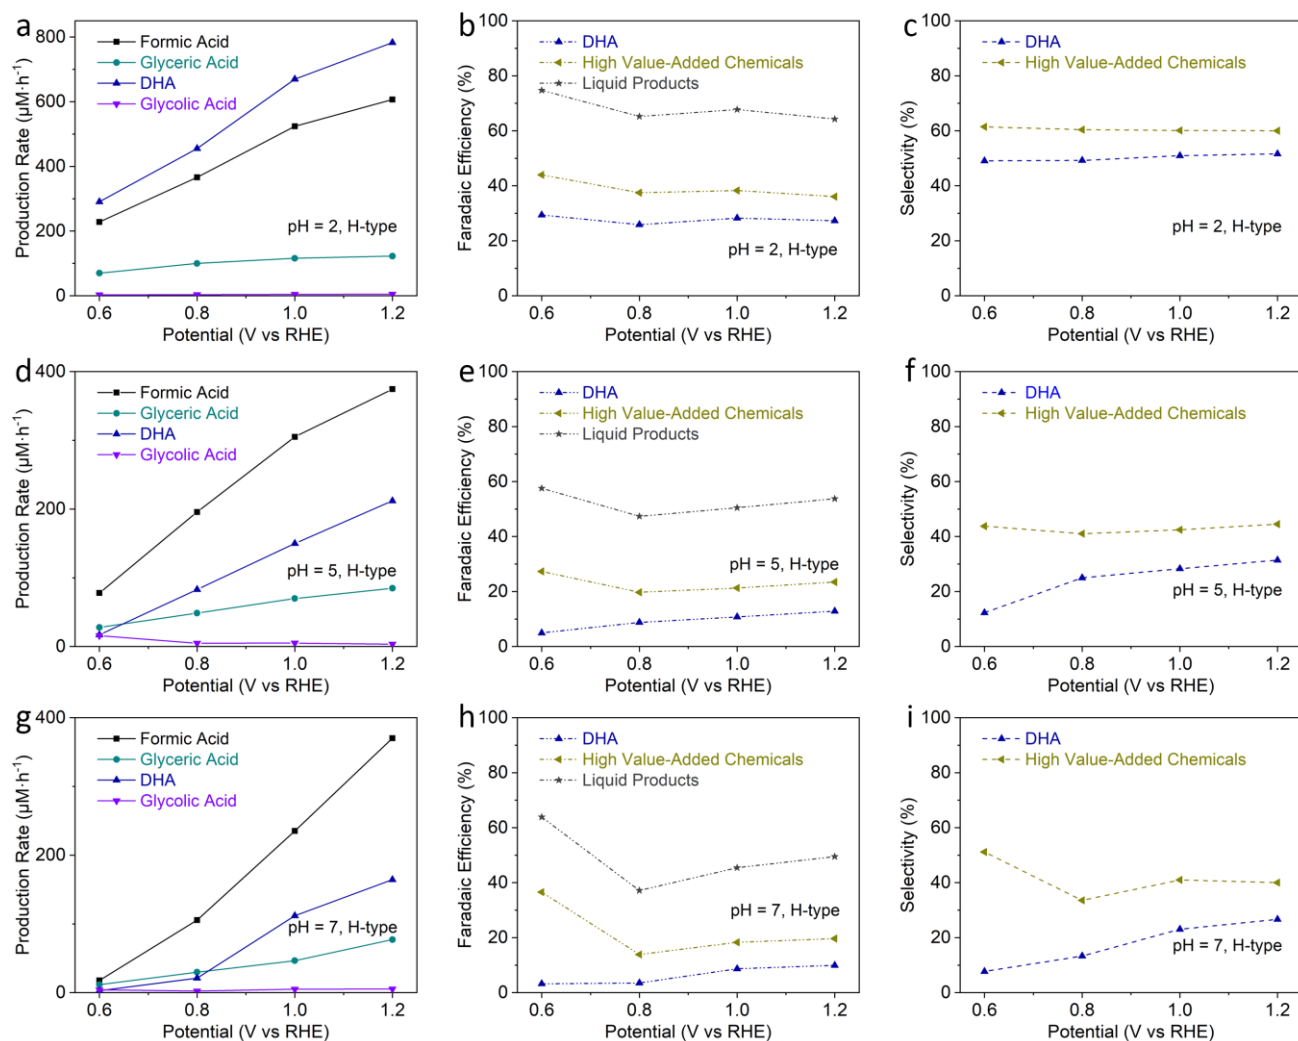 a
800
600
400
200
0
Production Rate (μM·h⁻¹)
Formic Acid
Glyceric Acid
DHA
Glycolic Acid
pH = 2, H-type
0.6 0.8 1.0 1.2
Potential (V vs RHE)
b
100
80
60
40
20
0
Faradaic Efficiency (%)
DHA
High Value-Added Chemicals
Liquid Products
pH = 2, H-type
0.6 0.8 1.0 1.2
Potential (V vs RHE)
c
100
80
60
40
20
0
Selectivity (%)
DHA
High Value-Added Chemicals
pH = 2, H-type
0.6 0.8 1.0 1.2
Potential (V vs RHE)
d
400
200
0
Production Rate (μM·h⁻¹)
Formic Acid
Glyceric Acid
DHA
Glycolic Acid
pH = 5, H-type
0.6 0.8 1.0 1.2
Potential (V vs RHE)
e
100
80
60
40
20
0
Faradaic Efficiency (%)
DHA
High Value-Added Chemicals
Liquid Products
pH = 5, H-type
0.6 0.8 1.0 1.2
Potential (V vs RHE)
f
100
80
60
40
20
0
Selectivity (%)
DHA
High Value-Added Chemicals
pH = 5, H-type
0.6 0.8 1.0 1.2
Potential (V vs RHE)
g
400
200
0
Production Rate (μM·h⁻¹)
Formic Acid
Glyceric Acid
DHA
Glycolic Acid
pH = 7, H-type
0.6 0.8 1.0 1.2
Potential (V vs RHE)
h
100
80
60
40
20
0
Faradaic Efficiency (%)
DHA
High Value-Added Chemicals
Liquid Products
pH = 7, H-type
0.6 0.8 1.0 1.2
Potential (V vs RHE)
i
100
80
60
40
20
0
Selectivity (%)
DHA
High Value-Added Chemicals
pH = 7, H-type
0.6 0.8 1.0 1.2
Potential (V vs RHE)